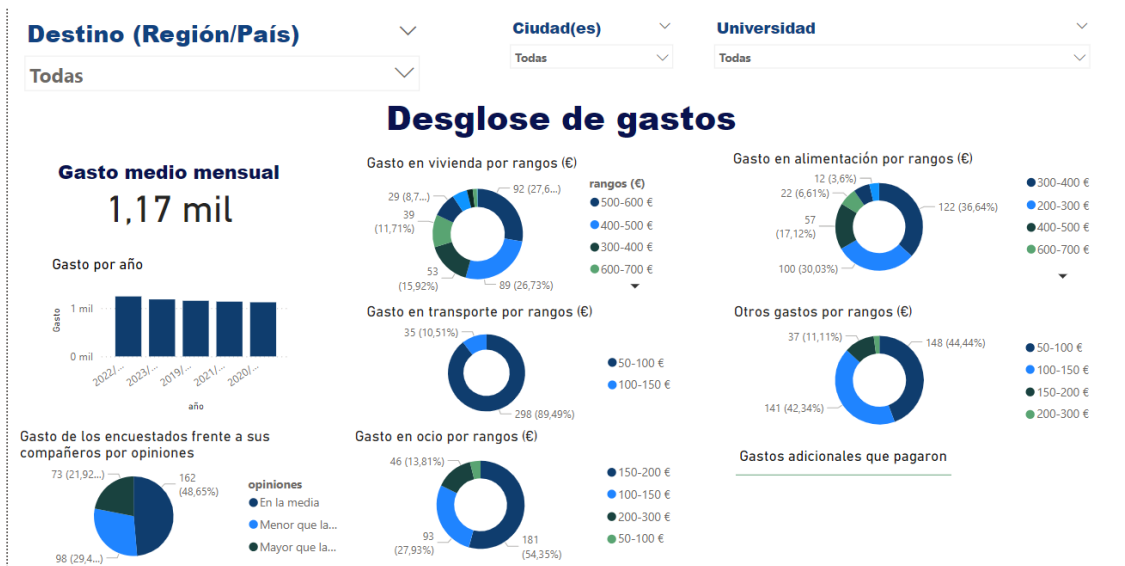 Destino (Región/País)
Todas
Ciudad(es)
Todas
Universidad
Todas
Desglose de gastos
Gasto medio mensual
1,17 mil
Gasto por año
Gasto
1 mil
0 mil
2022/...
2023/...
2019/...
2021/...
2020/...
año
Gasto de los encuestados frente a sus
compañeros por opiniones
73 (21,92...)
162
(48,65%)
98 (29,4...)
opiniones
En la media
Menor que la...
Mayor que la...
Gasto en vivienda por rangos (€)
29 (8,7...)
92 (27,6...)
39
(11,71%)
53
(15,92%)
89 (26,73%)
rangos (€)
500-600 €
400-500 €
300-400 €
600-700 €
Gasto en transporte por rangos (€)
35 (10,51%)
298 (89,49%)
50-100 €
100-150 €
Gasto en ocio por rangos (€)
46 (13,81%)
93
(27,93%)
181
(54,35%)
150-200 €
100-150 €
200-300 €
50-100 €
Gasto en alimentación por rangos (€)
12 (3,6%)
22 (6,61%)
57
(17,12%)
100 (30,03%)
122 (36,64%)
300-400 €
200-300 €
400-500 €
600-700 €
Otros gastos por rangos (€)
37 (11,11%)
148 (44,44%)
141 (42,34%)
50-100 €
100-150 €
150-200 €
200-300 €
Gastos adicionales que pagaron